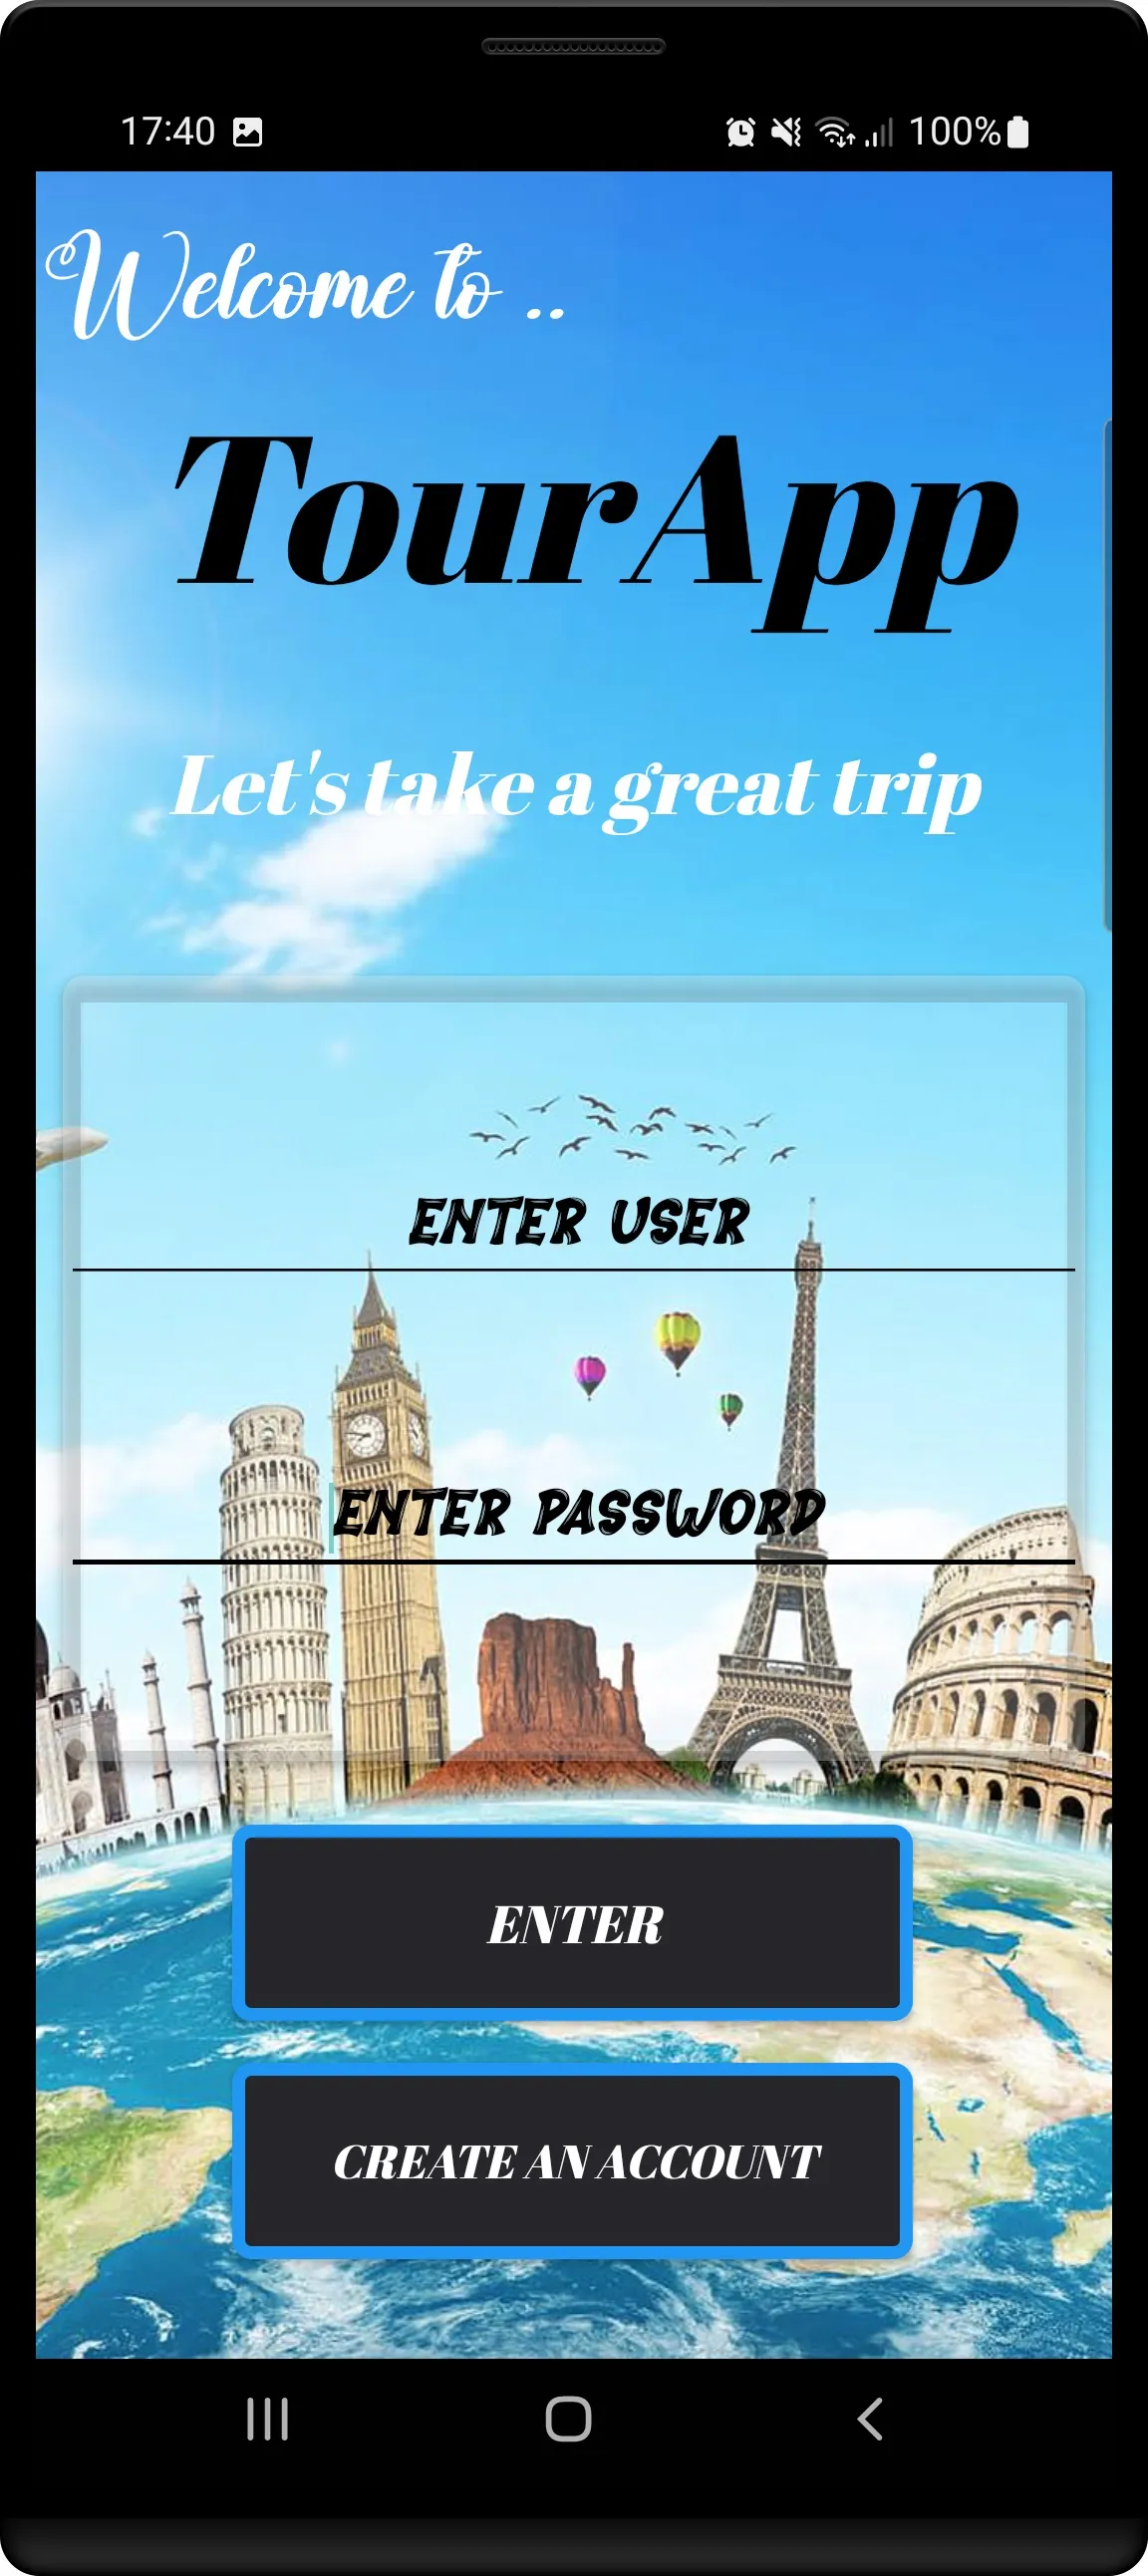 17:40 100%
Welcome to ..
TourApp
Let's take a great trip
ENTER USER
ENTER PASSWORD
ENTER
CREATE AN ACCOUNT